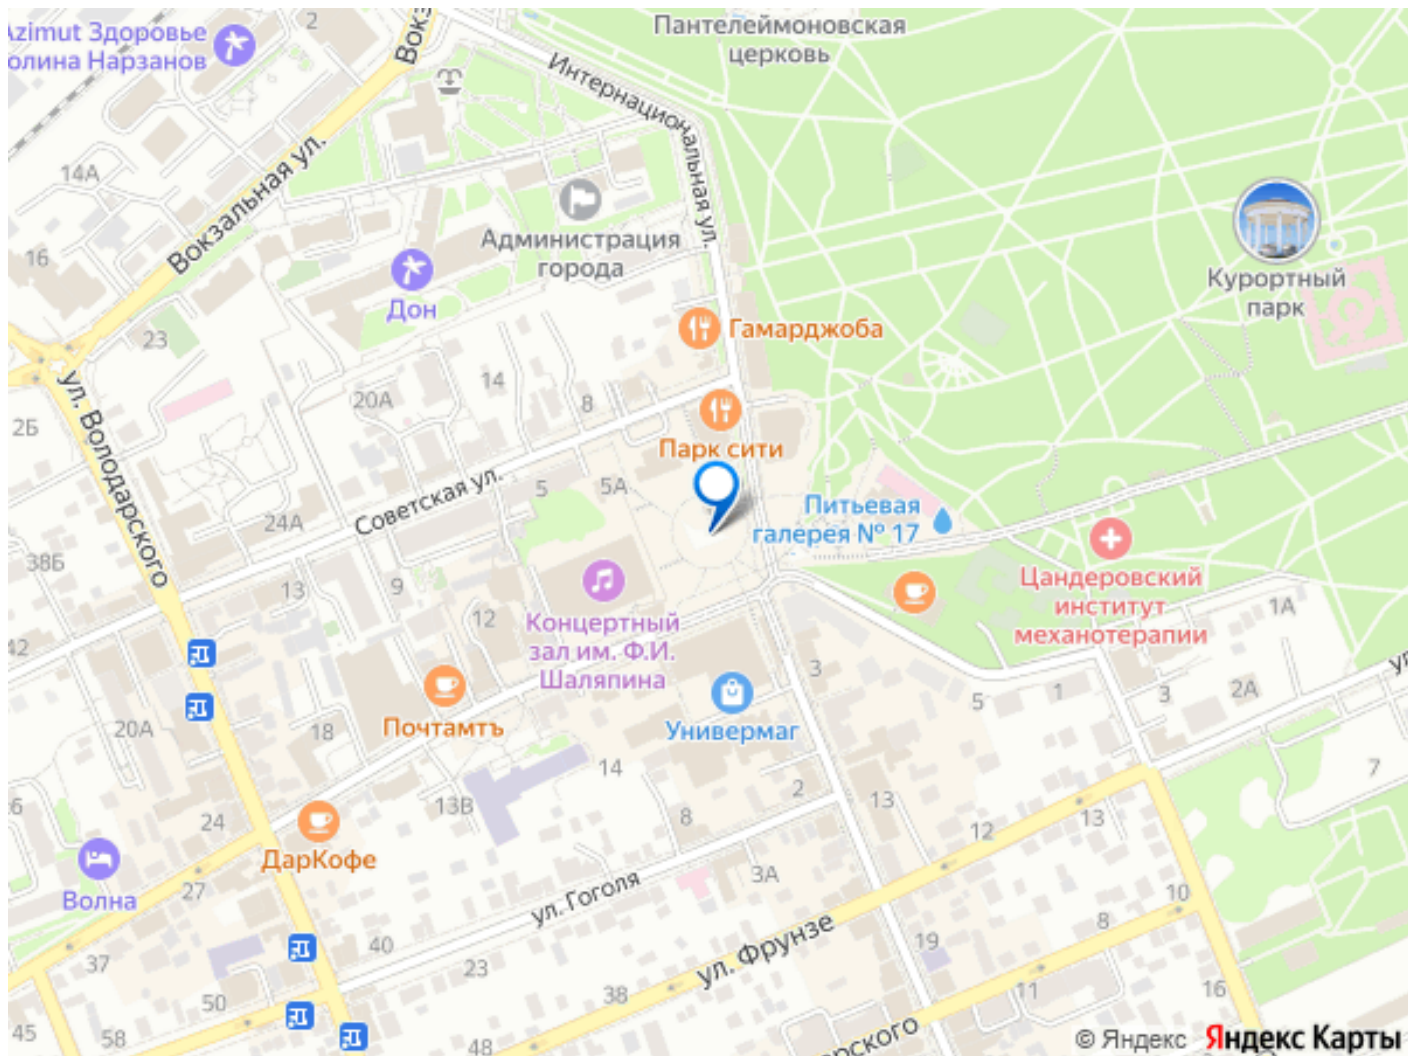 Azimut Здоровье
олина Нарзанов
2
Вокз
Пантелеймоновская
церковь
Интернациональная ул.
14А
Вокзальная ул.
16
Администрация
города
Дон
Курортный
парк
Гамарджоба
23
14
20А
8
2Б
ул. Володарского
Парк сити
Советская ул.
5
5А
24А
Питьевая
галерея № 17
38Б
13
9
12
Концертный
зал им. Ф.И.
Шаляпина
Цандеровский
институт
механотерапии
1А
42
3
5
1
3
2А
ул
Почтамтъ
Универмаг
20А
18
14
2
7
6
13В
8
13
24
12
13
ДарКофе
Волна
27
3А
ул. Гоголя
10
8
40
ул. Фрунзе
19
37
23
50
38
11
16
45
58
48
рского
© Яндекс Яндекс Карты